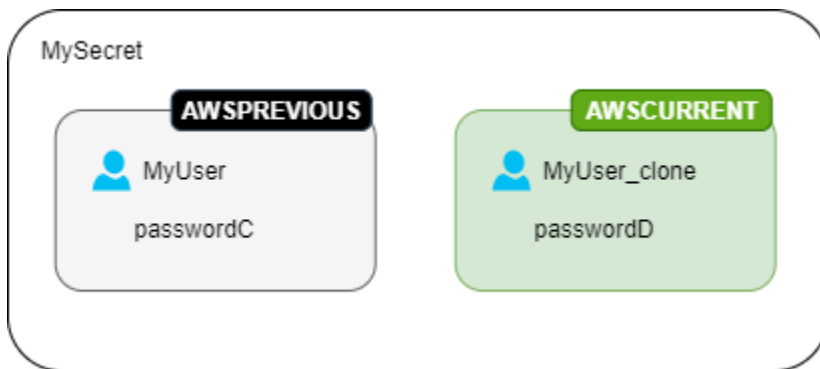 MySecret
AWSPREVIOUS
MyUser
passwordC
AWSCURRENT
MyUser_clone
passwordD